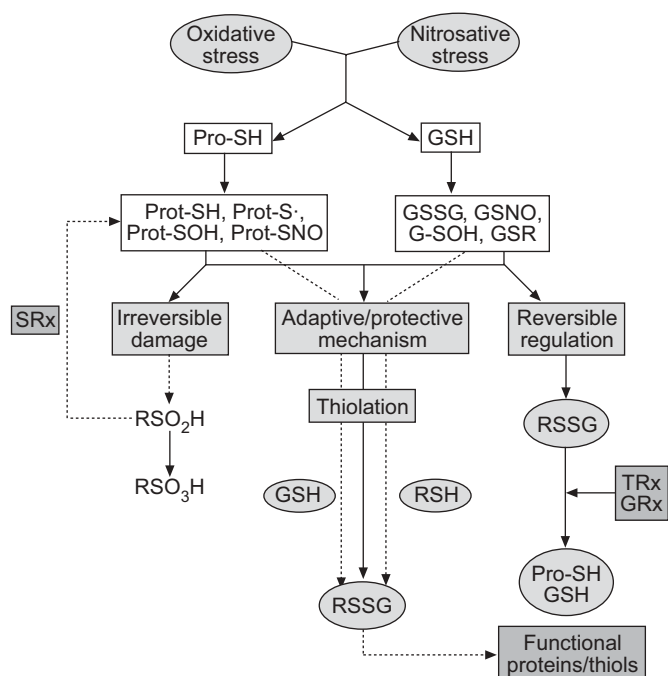 Oxidative
stress
Nitrosative
stress
Pro-SH
GSH
Prot-SH, Prot-S·,
Prot-SOH, Prot-SNO
GSSG, GSNO,
G-SOH, GSR
SRx
Irreversible
damage
Adaptive/protective
mechanism
Reversible
regulation
RSO₂H
Thiolation
RSSG
RSO₃H
GSH
RSH
TRx
GRx
RSSG
Pro-SH
GSH
Functional
proteins/thiols